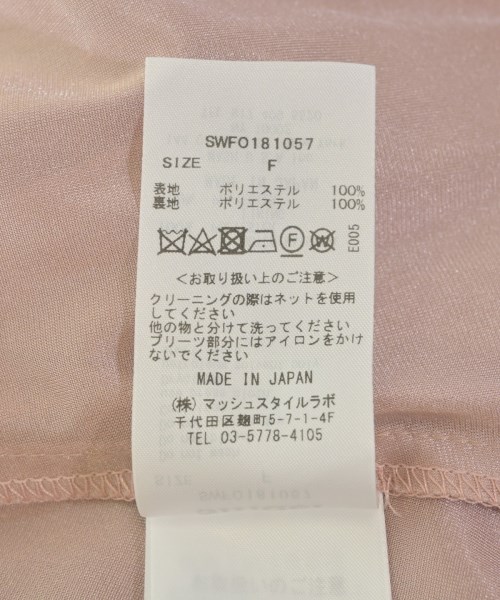 SWFO181057
SIZE F
表地 ポリエステル 100%
裏地 ポリエステル 100%
F W
E005
<お取り扱い上のご注意>
クリーニングの際はネットを使用
してください
他の物と分けて洗ってください
プリーツ部分にはアイロンをかけ
ないでください
MADE IN JAPAN
(株)マッシュスタイルラボ
千代田区麹町5-7-1-4F
TEL 03-5778-4105